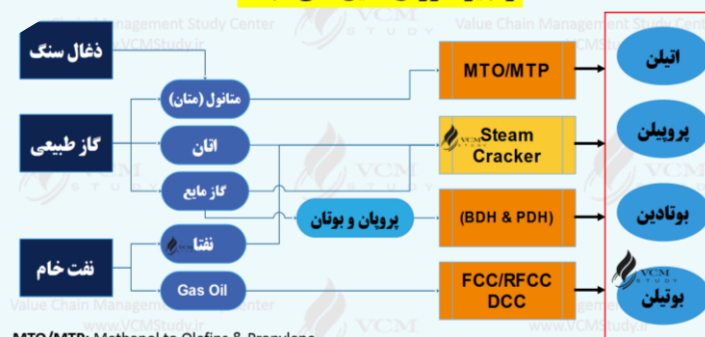 ذغال سنگ
گاز طبیعی
نفت خام
متانول (متان)
اتان
گاز مایع
نفتا
Gas Oil
پروپان و بوتان
MTO/MTP
Steam
Cracker
(BDH & PDH)
FCC/RFCC
DCC
اتیلن
پروپیلن
بوتادین
بوتیلن
Value Chain Management Study Center
www.VCMStudy.ir
VCM
STUDY